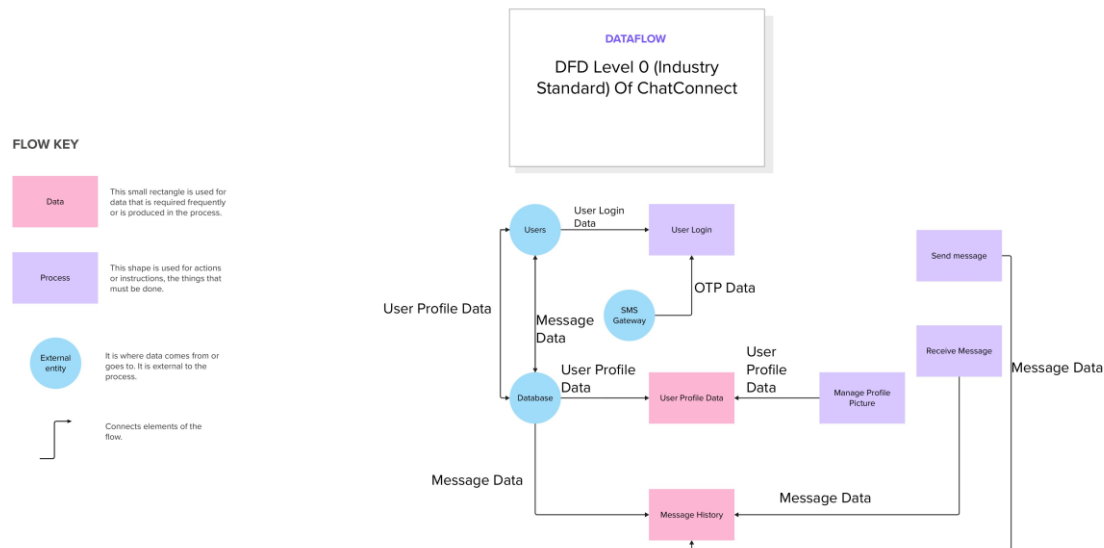 DATAFLOW
DFD Level 0 (Industry
Standard) Of ChatConnect
FLOW KEY
Data
This small rectangle is used for
data that is required frequently
or is produced in the process.
Process
This shape is used for actions
or instructions, the things that
must be done.
External
entity
It is where data comes from or
goes to. It is external to the
process.
Connects elements of the
flow.
Users
User Login
Data
User Login
Send message
User Profile Data
Message
Data
SMS
Gateway
OTP Data
Receive Message
Message Data
Database
User Profile
Data
User Profile Data
User
Profile
Data
Manage Profile
Picture
Message Data
Message History
Message Data